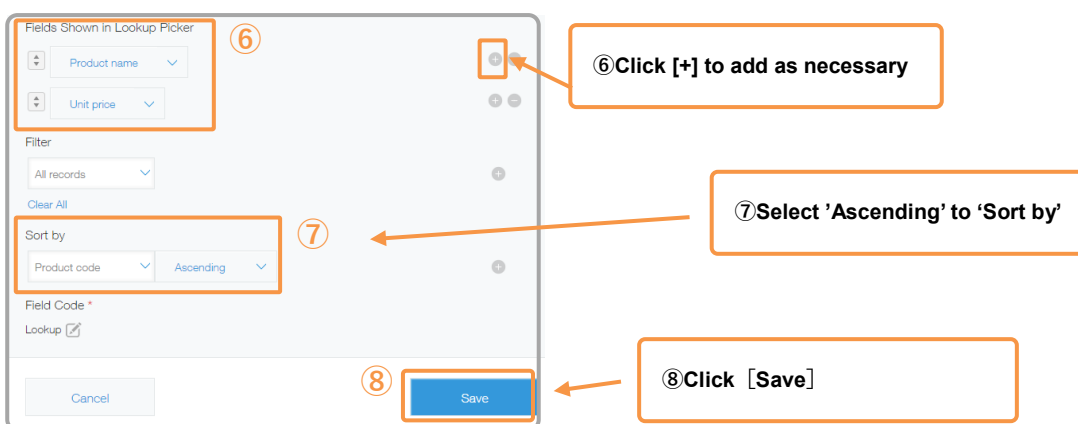 Fields Shown in Lookup Picker
⑥
Product name
⑥Click [+] to add as necessary
Unit price
Filter
All records
Clear All
Sort by
⑦
⑦Select ’Ascending’ to ‘Sort by’
Product code Ascending
Field Code *
Lookup
⑧
⑧Click［Save］
Cancel
Save